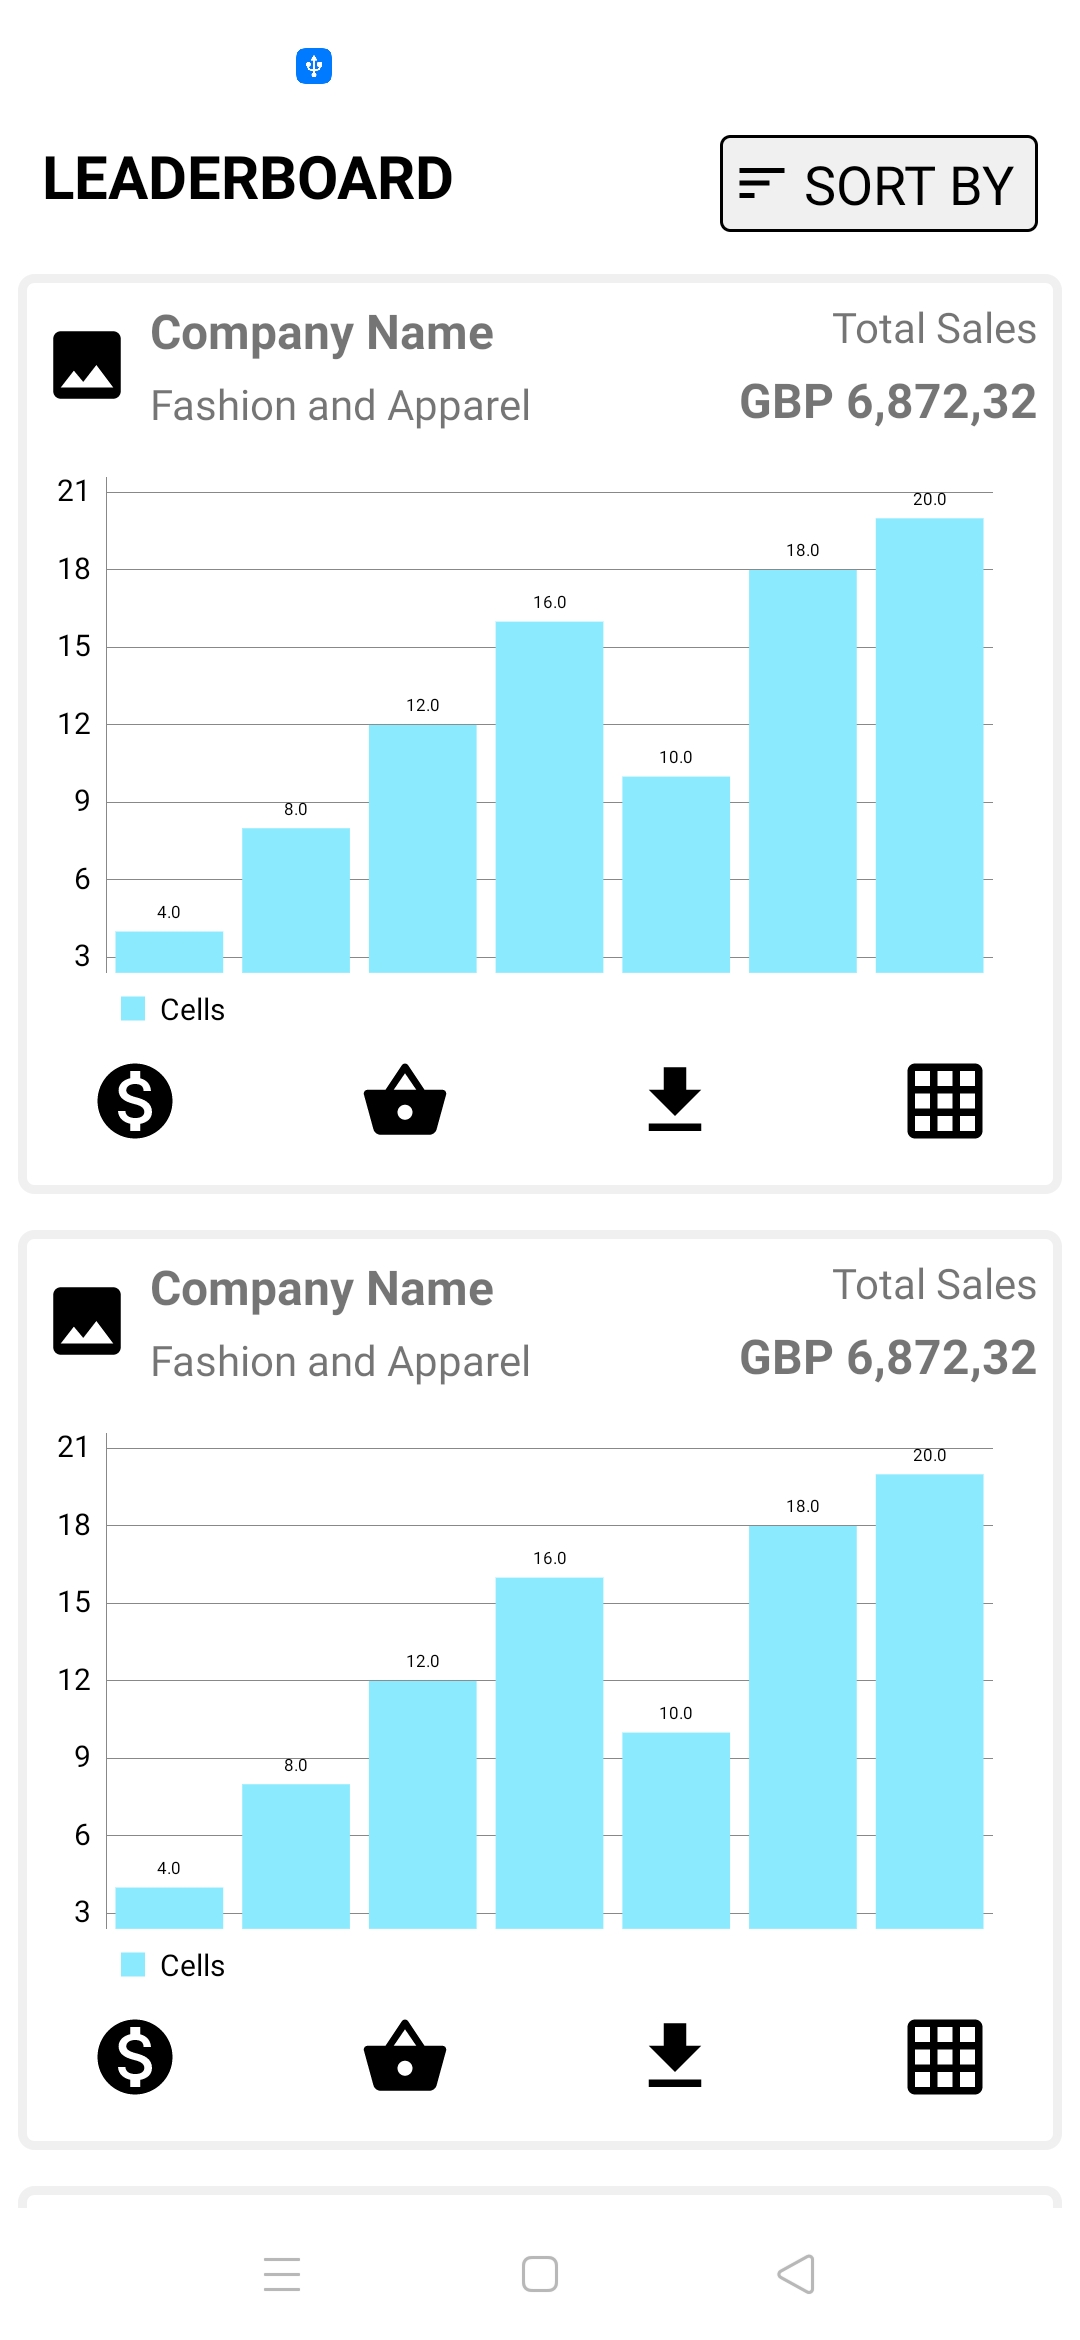 LEADERBOARD
SORT BY
Company Name
Total Sales
Fashion and Apparel
GBP 6,872,32
21
20.0
18
18.0
16.0
15
12
12.0
10.0
9
8.0
6
4.0
3
Cells
Company Name
Total Sales
Fashion and Apparel
GBP 6,872,32
21
20.0
18
18.0
16.0
15
12
12.0
10.0
9
8.0
6
4.0
3
Cells